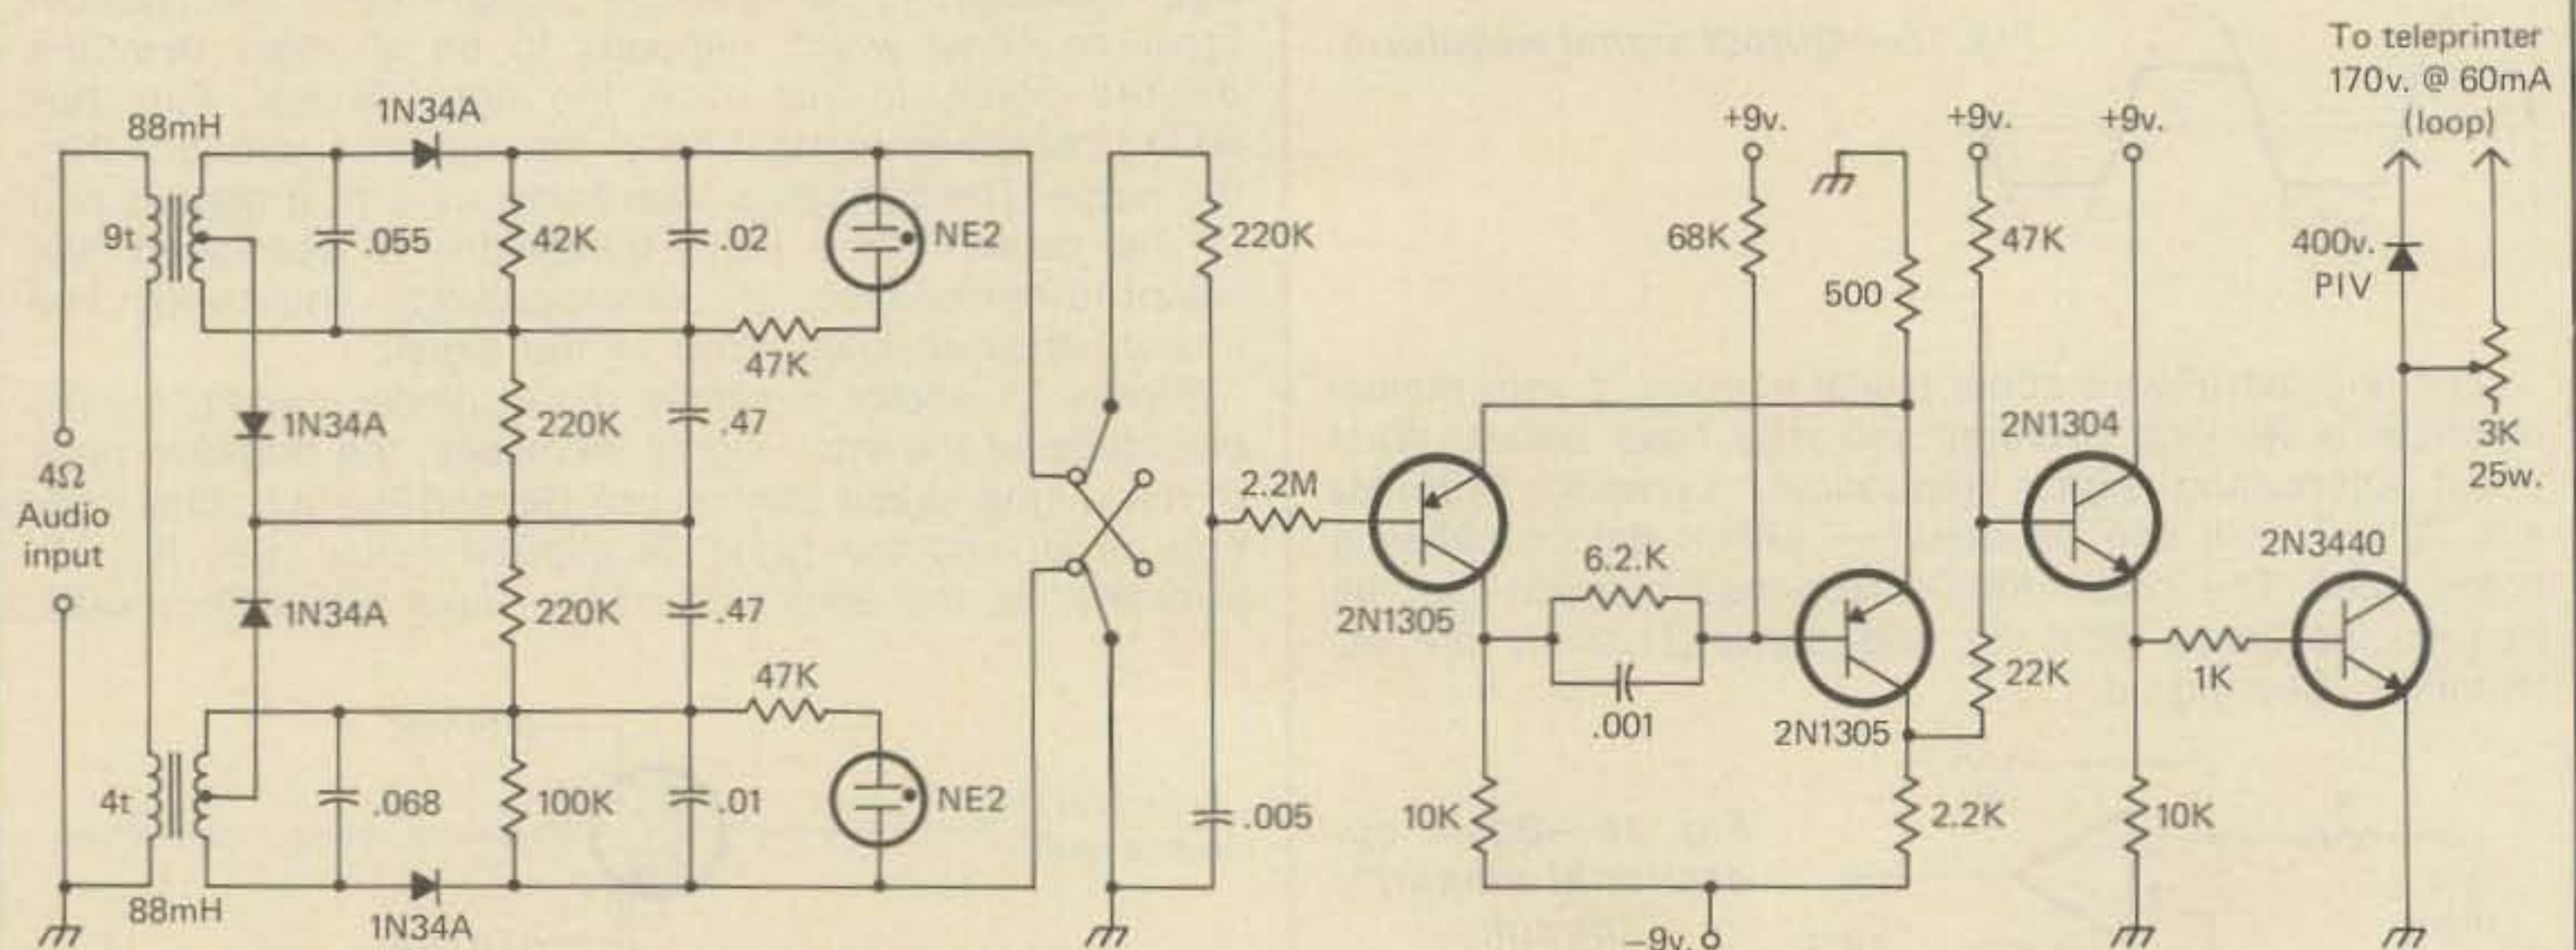 To teleprinter
170v. @ 60mA
(loop)
88mH
1N34A
+9v.
+9v.
+9v.
9t
.055
42K
.02
NE2
220K
68K
47K
400v.
PIV
500
47K
1N34A
220K
.47
2N1304
3K
25w.
4Ω
Audio
input
2.2M
6.2.K
2N3440
1N34A
220K
.47
2N1305
47K
.001
2N1305
22K
1K
4t
.068
100K
.01
NE2
.005
10K
2.2K
10K
88mH
1N34A
–9v.